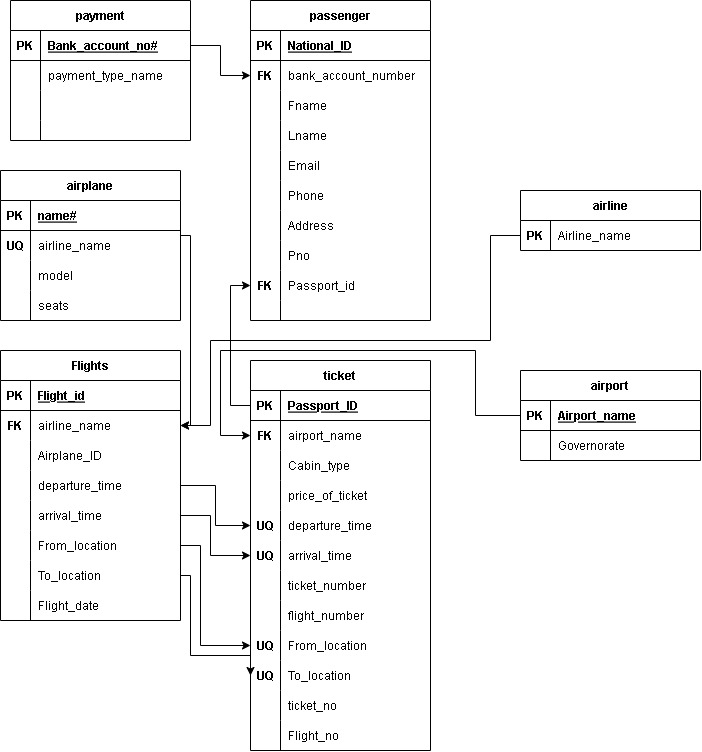 payment
PK Bank_account_no#
payment_type_name
passenger
PK National_ID
FK bank_account_number
Fname
Lname
Email
Phone
Address
Pno
FK Passport_id
airplane
PK name#
UQ airline_name
model
seats
airline
PK Airline_name
Flights
PK Flight_id
FK airline_name
Airplane_ID
departure_time
arrival_time
From_location
To_location
Flight_date
ticket
PK Passport_ID
FK airport_name
Cabin_type
price_of_ticket
UQ departure_time
UQ arrival_time
ticket_number
flight_number
UQ From_location
UQ To_location
ticket_no
Flight_no
airport
PK Airport_name
Governorate